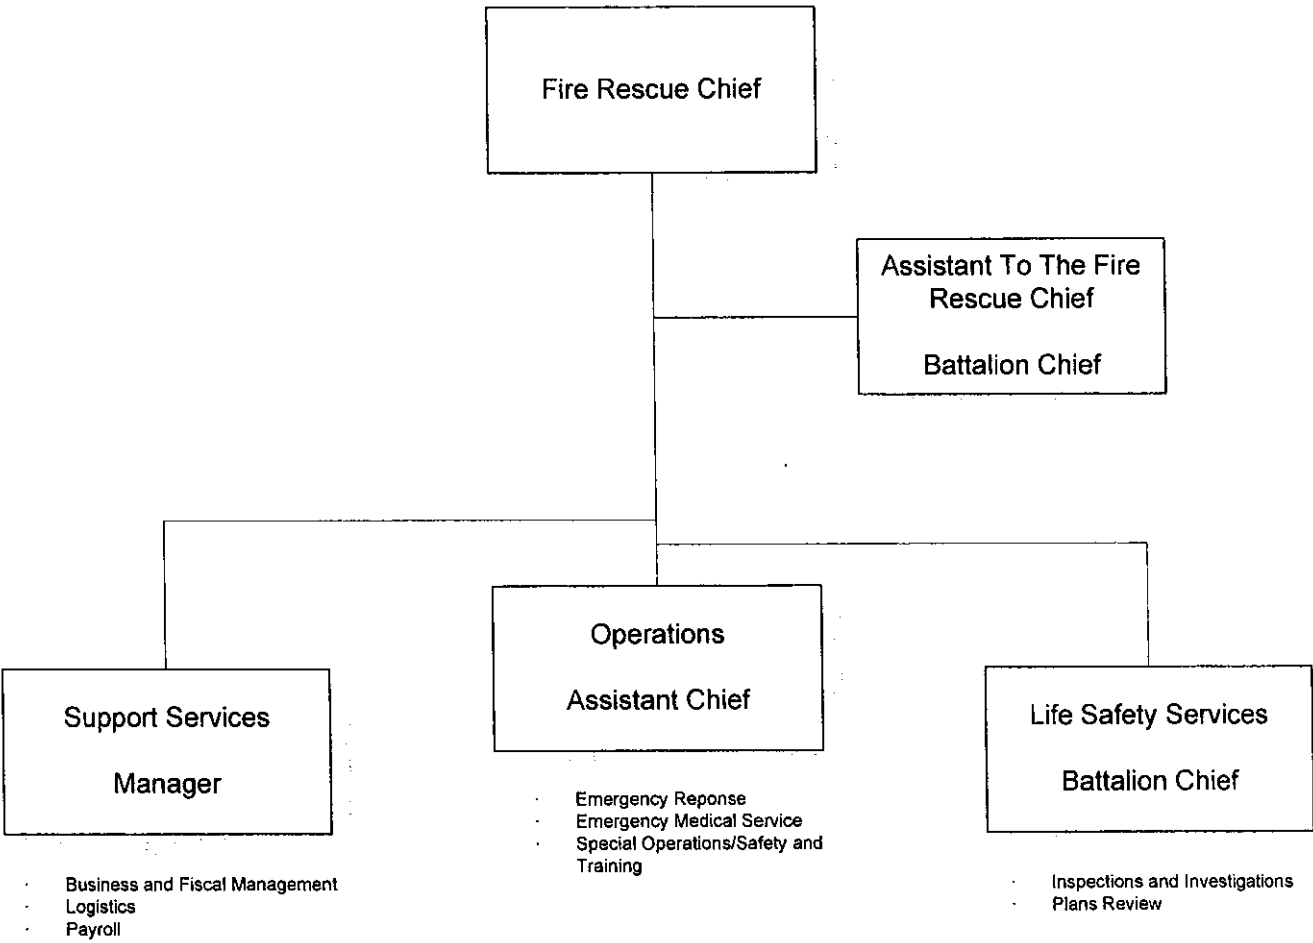 Fire Rescue Chief
Assistant To The Fire
Rescue Chief
Battalion Chief
Operations
Assistant Chief
Support Services
Manager
Life Safety Services
Battalion Chief
· Emergency Reponse
· Emergency Medical Service
· Special Operations/Safety and
Training
· Business and Fiscal Management
· Logistics
· Payroll
· Inspections and Investigations
· Plans Review